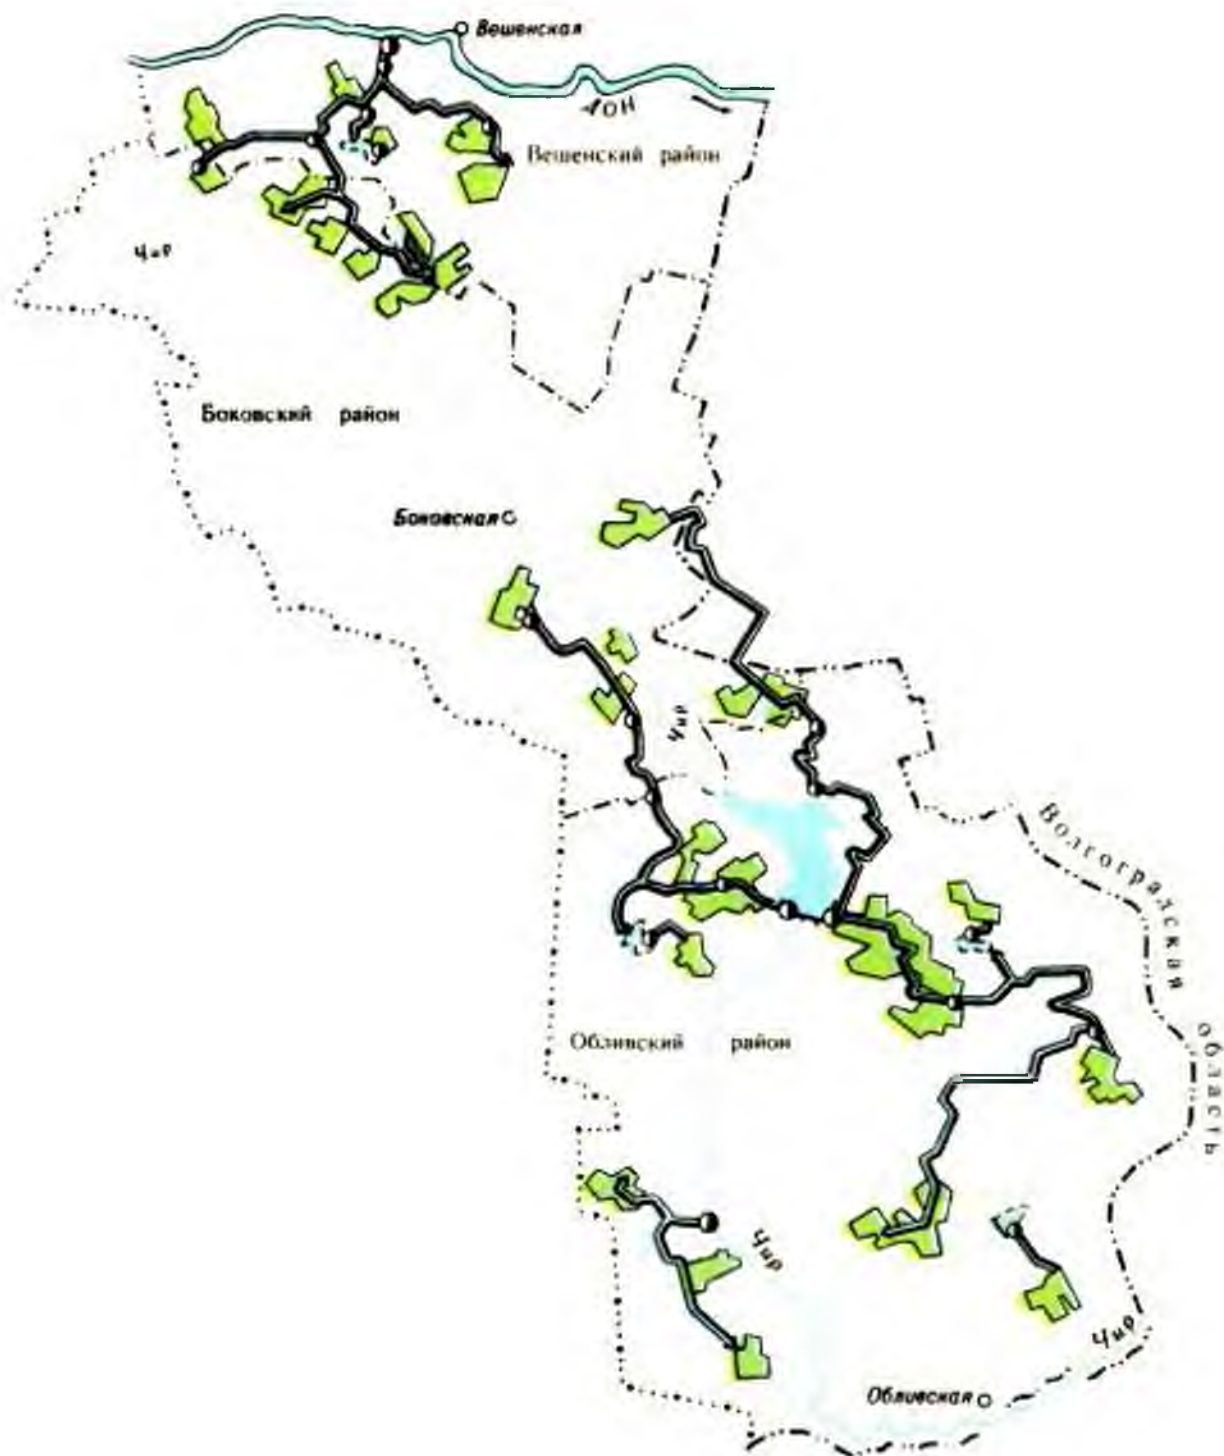 Вешенская
ДОН
Вешенский район
Чир
Боковский район
Боковская
Чир
Волгоградская область
Обливский район
Чир
Чир
Обливская